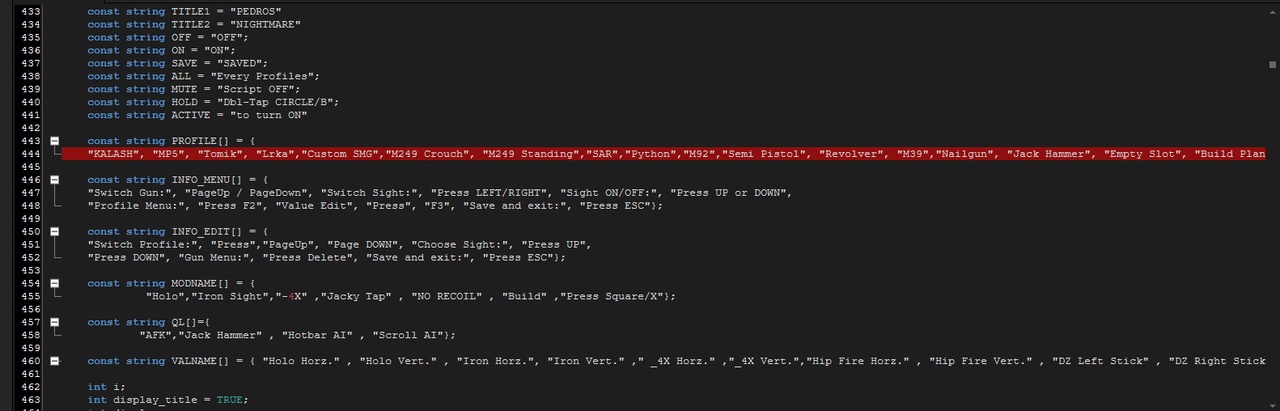 433 const string TITLE1 = "PEDROS"
434 const string TITLE2 = "NIGHTMARE"
435 const string OFF = "OFF";
436 const string ON = "ON";
437 const string SAVE = "SAVED";
438 const string ALL = "Every Profiles";
439 const string MUTE = "Script OFF";
440 const string HOLD = "Dbl-Tap CIRCLE/B";
441 const string ACTIVE = "to turn ON"
442
443 const string PROFILE[] = {
444 "KALASH", "MP5", "Tomik", "Lrka","Custom SMG","M249 Crouch", "M249 Standing","SAR","Python","M92","Semi Pistol", "Revolver", "M39","Nailgun", "Jack Hammer", "Empty Slot", "Build Plan
445
446 const string INFO_MENU[] = {
447 "Switch Gun:", "PageUp / PageDown", "Switch Sight:", "Press LEFT/RIGHT", "Sight ON/OFF:", "Press UP or DOWN",
448 "Profile Menu:", "Press F2", "Value Edit", "Press", "F3", "Save and exit:", "Press ESC"};
449
450 const string INFO_EDIT[] = {
451 "Switch Profile:", "Press","PageUp", "Page DOWN", "Choose Sight:", "Press UP",
452 "Press DOWN", "Gun Menu:", "Press Delete", "Save and exit:", "Press ESC"};
453
454 const string MODNAME[] = {
455 "Holo","Iron Sight","-4X" ,"Jacky Tap" , "NO RECOIL" , "Build" ,"Press Square/X"};
456
457 const string QL[]={
458 "AFK","Jack Hammer" , "Hotbar AI" , "Scroll AI"};
459
460 const string VALNAME[] = { "Holo Horz." , "Holo Vert." , "Iron Horz.", "Iron Vert." ," _4X Horz." ,"_4X Vert.","Hip Fire Horz." , "Hip Fire Vert." , "DZ Left Stick" , "DZ Right Stick
461
462 int i;
463 int display_title = TRUE;